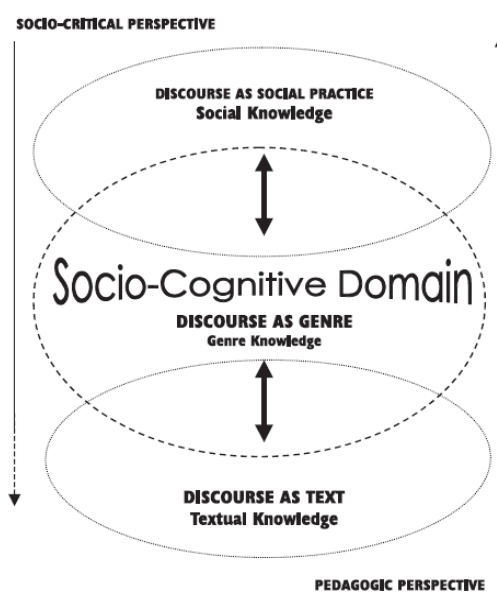 SOCIO-CRITICAL PERSPECTIVE
DISCOURSE AS SOCIAL PRACTICE
Social Knowledge
Socio-Cognitive Domain
DISCOURSE AS GENRE
Genre Knowledge
DISCOURSE AS TEXT
Textual Knowledge
PEDAGOGIC PERSPECTIVE